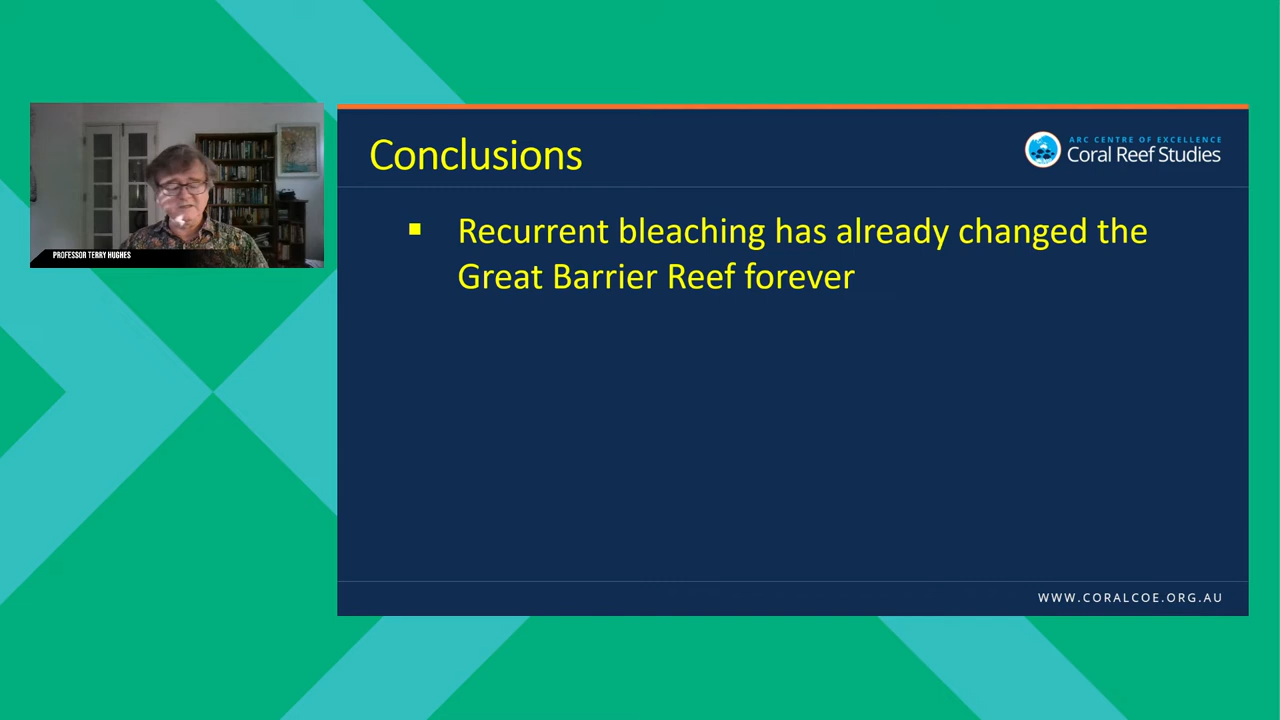 PROFESSOR TERRY HUGHES
Conclusions
ARC CENTRE OF EXCELLENCE
Coral Reef Studies
▪ Recurrent bleaching has already changed the
Great Barrier Reef forever
WWW.CORALCOE.ORG.AU